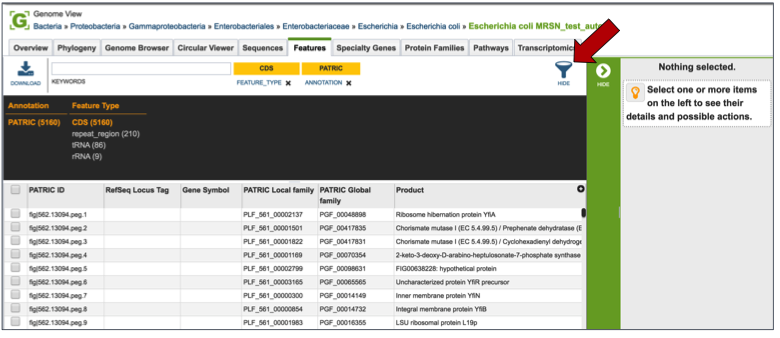 Genome View
Bacteria » Proteobacteria » Gammaproteobacteria » Enterobacteriales » Enterobacteriaceae » Escherichia » Escherichia coli » Escherichia coli MRSN_test_auto
Overview Phylogeny Genome Browser Circular Viewer Sequences Features Specialty Genes Protein Families Pathways Transcriptomics
DOWNLOAD KEYWORDS CDS PATRIC HIDE
FEATURE_TYPE ✖ ANNOTATION ✖
HIDE
Nothing selected.
Select one or more items
on the left to see their
details and possible actions.
Annotation Feature Type
PATRIC (5160) CDS (5160)
repeat_region (210)
tRNA (86)
rRNA (9)
PATRIC ID RefSeq Locus Tag Gene Symbol PATRIC Local family PATRIC Global family Product
fig|562.13094.peg.1 PLF_561_00002137 PGF_00048898 Ribosome hibernation protein YfiA
fig|562.13094.peg.2 PLF_561_00001501 PGF_00417835 Chorismate mutase I (EC 5.4.99.5) / Prephenate dehydratase (E
fig|562.13094.peg.3 PLF_561_00001822 PGF_00417831 Chorismate mutase I (EC 5.4.99.5) / Cyclohexadienyl dehydroge
fig|562.13094.peg.4 PLF_561_00001169 PGF_00070354 2-keto-3-deoxy-D-arabino-heptulosonate-7-phosphate synthase
fig|562.13094.peg.5 PLF_561_00002799 PGF_00098631 FIG00638228: hypothetical protein
fig|562.13094.peg.6 PLF_561_00003165 PGF_00065565 Uncharacterized protein YfiR precursor
fig|562.13094.peg.7 PLF_561_00000300 PGF_00014149 Inner membrane protein YfiN
fig|562.13094.peg.8 PLF_561_00000854 PGF_00014732 Integral membrane protein YfiB
fig|562.13094.peg.9 PLF_561_00001983 PGF_00016355 LSU ribosomal protein L19p